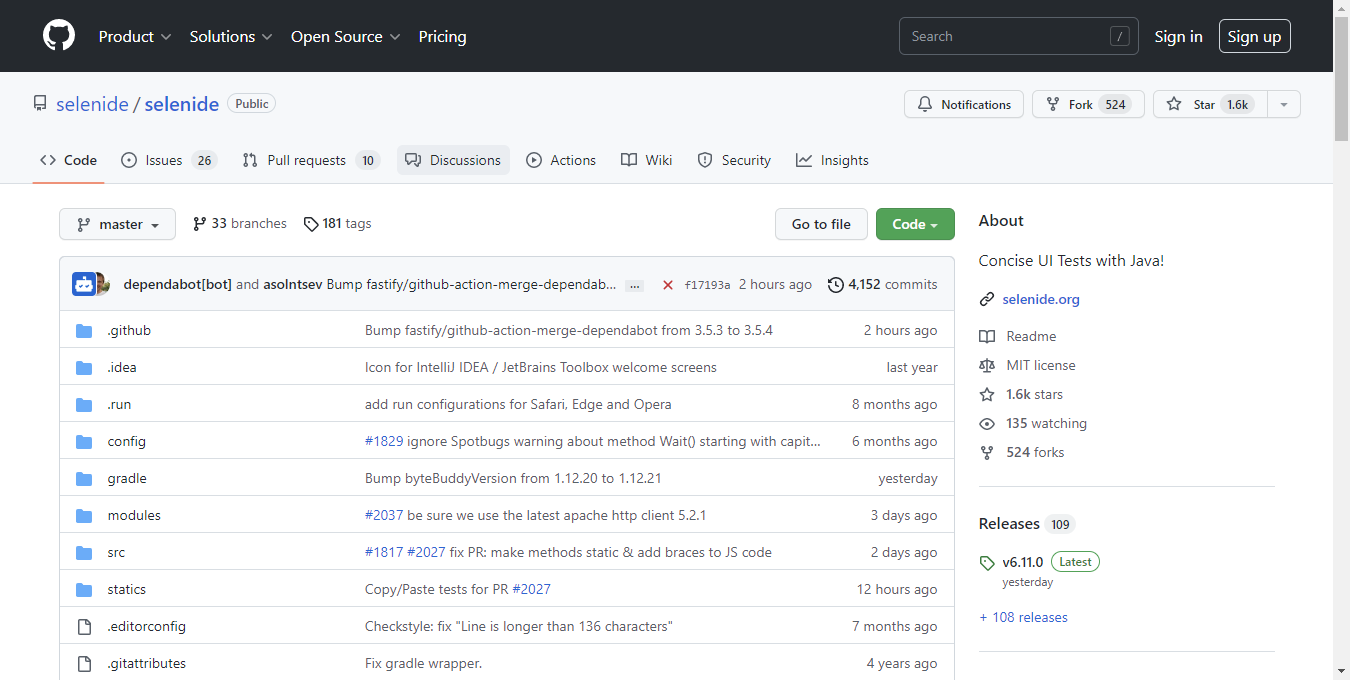 Product Solutions Open Source Pricing Search / Sign in Sign up
selenide / selenide Public Notifications Fork 524 Star 1.6k
Code Issues 26 Pull requests 10 Discussions Actions Wiki Security Insights
master 33 branches 181 tags Go to file Code
dependabot[bot] and asolntsev Bump fastify/github-action-merge-dependab... ... f17193a 2 hours ago 4,152 commits
.github Bump fastify/github-action-merge-dependabot from 3.5.3 to 3.5.4 2 hours ago
.idea Icon for IntelliJ IDEA / JetBrains Toolbox welcome screens last year
.run add run configurations for Safari, Edge and Opera 8 months ago
config #1829 ignore Spotbugs warning about method Wait() starting with capit... 6 months ago
gradle Bump byteBuddyVersion from 1.12.20 to 1.12.21 yesterday
modules #2037 be sure we use the latest apache http client 5.2.1 3 days ago
src #1817 #2027 fix PR: make methods static & add braces to JS code 2 days ago
statics Copy/Paste tests for PR #2027 12 hours ago
.editorconfig Checkstyle: fix "Line is longer than 136 characters" 7 months ago
.gitattributes Fix gradle wrapper. 4 years ago
About
Concise UI Tests with Java!
selenide.org
Readme
MIT license
1.6k stars
135 watching
524 forks
Releases 109
v6.11.0 Latest
yesterday
+ 108 releases